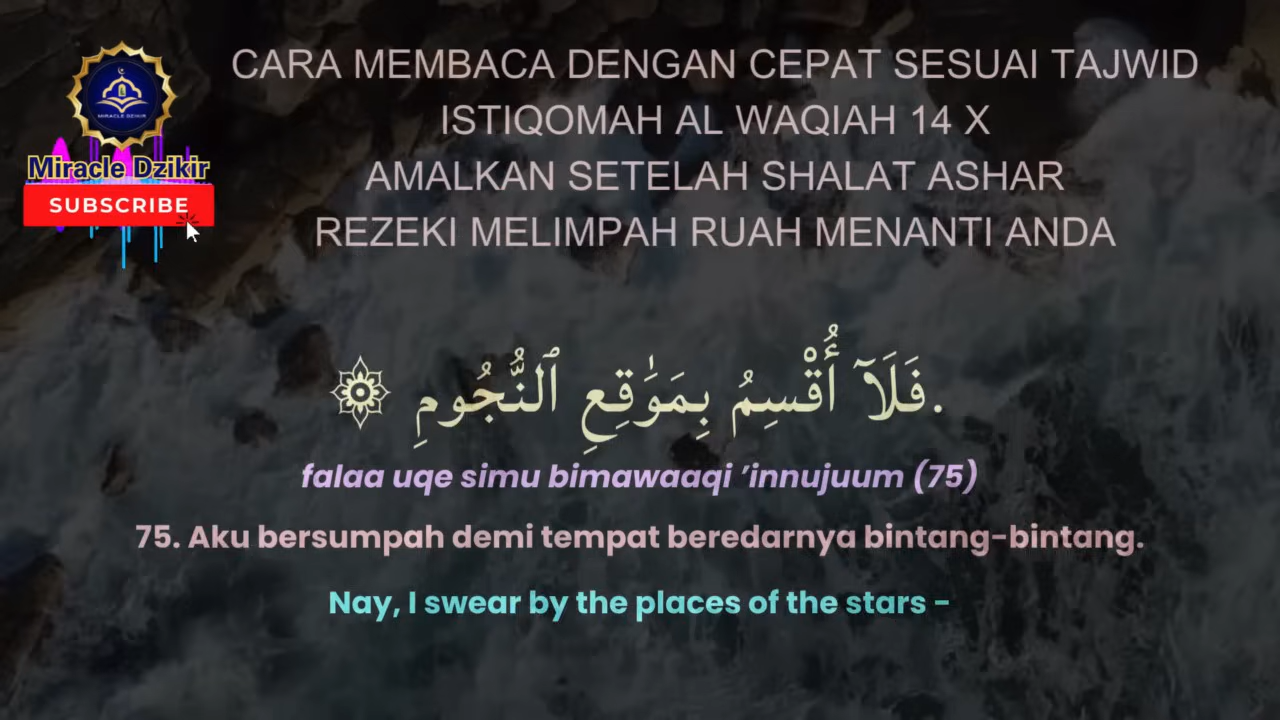 CARA MEMBACA DENGAN CEPAT SESUAI TAJWID
ISTIQOMAH AL WAQIAH 14 X
AMALKAN SETELAH SHALAT ASHAR
REZEKI MELIMPAH RUAH MENANTI ANDA
MIRACLE DZIKIR
Miracle Dzikir
SUBSCRIBE
.فَلَآ أُقْسِمُ بِمَوَٰقِعِ ٱلنُّجُومِ ۞
falaa uqe simu bimawaaqi ’innujuum (75)
75. Aku bersumpah demi tempat beredarnya bintang-bintang.
Nay, I swear by the places of the stars -